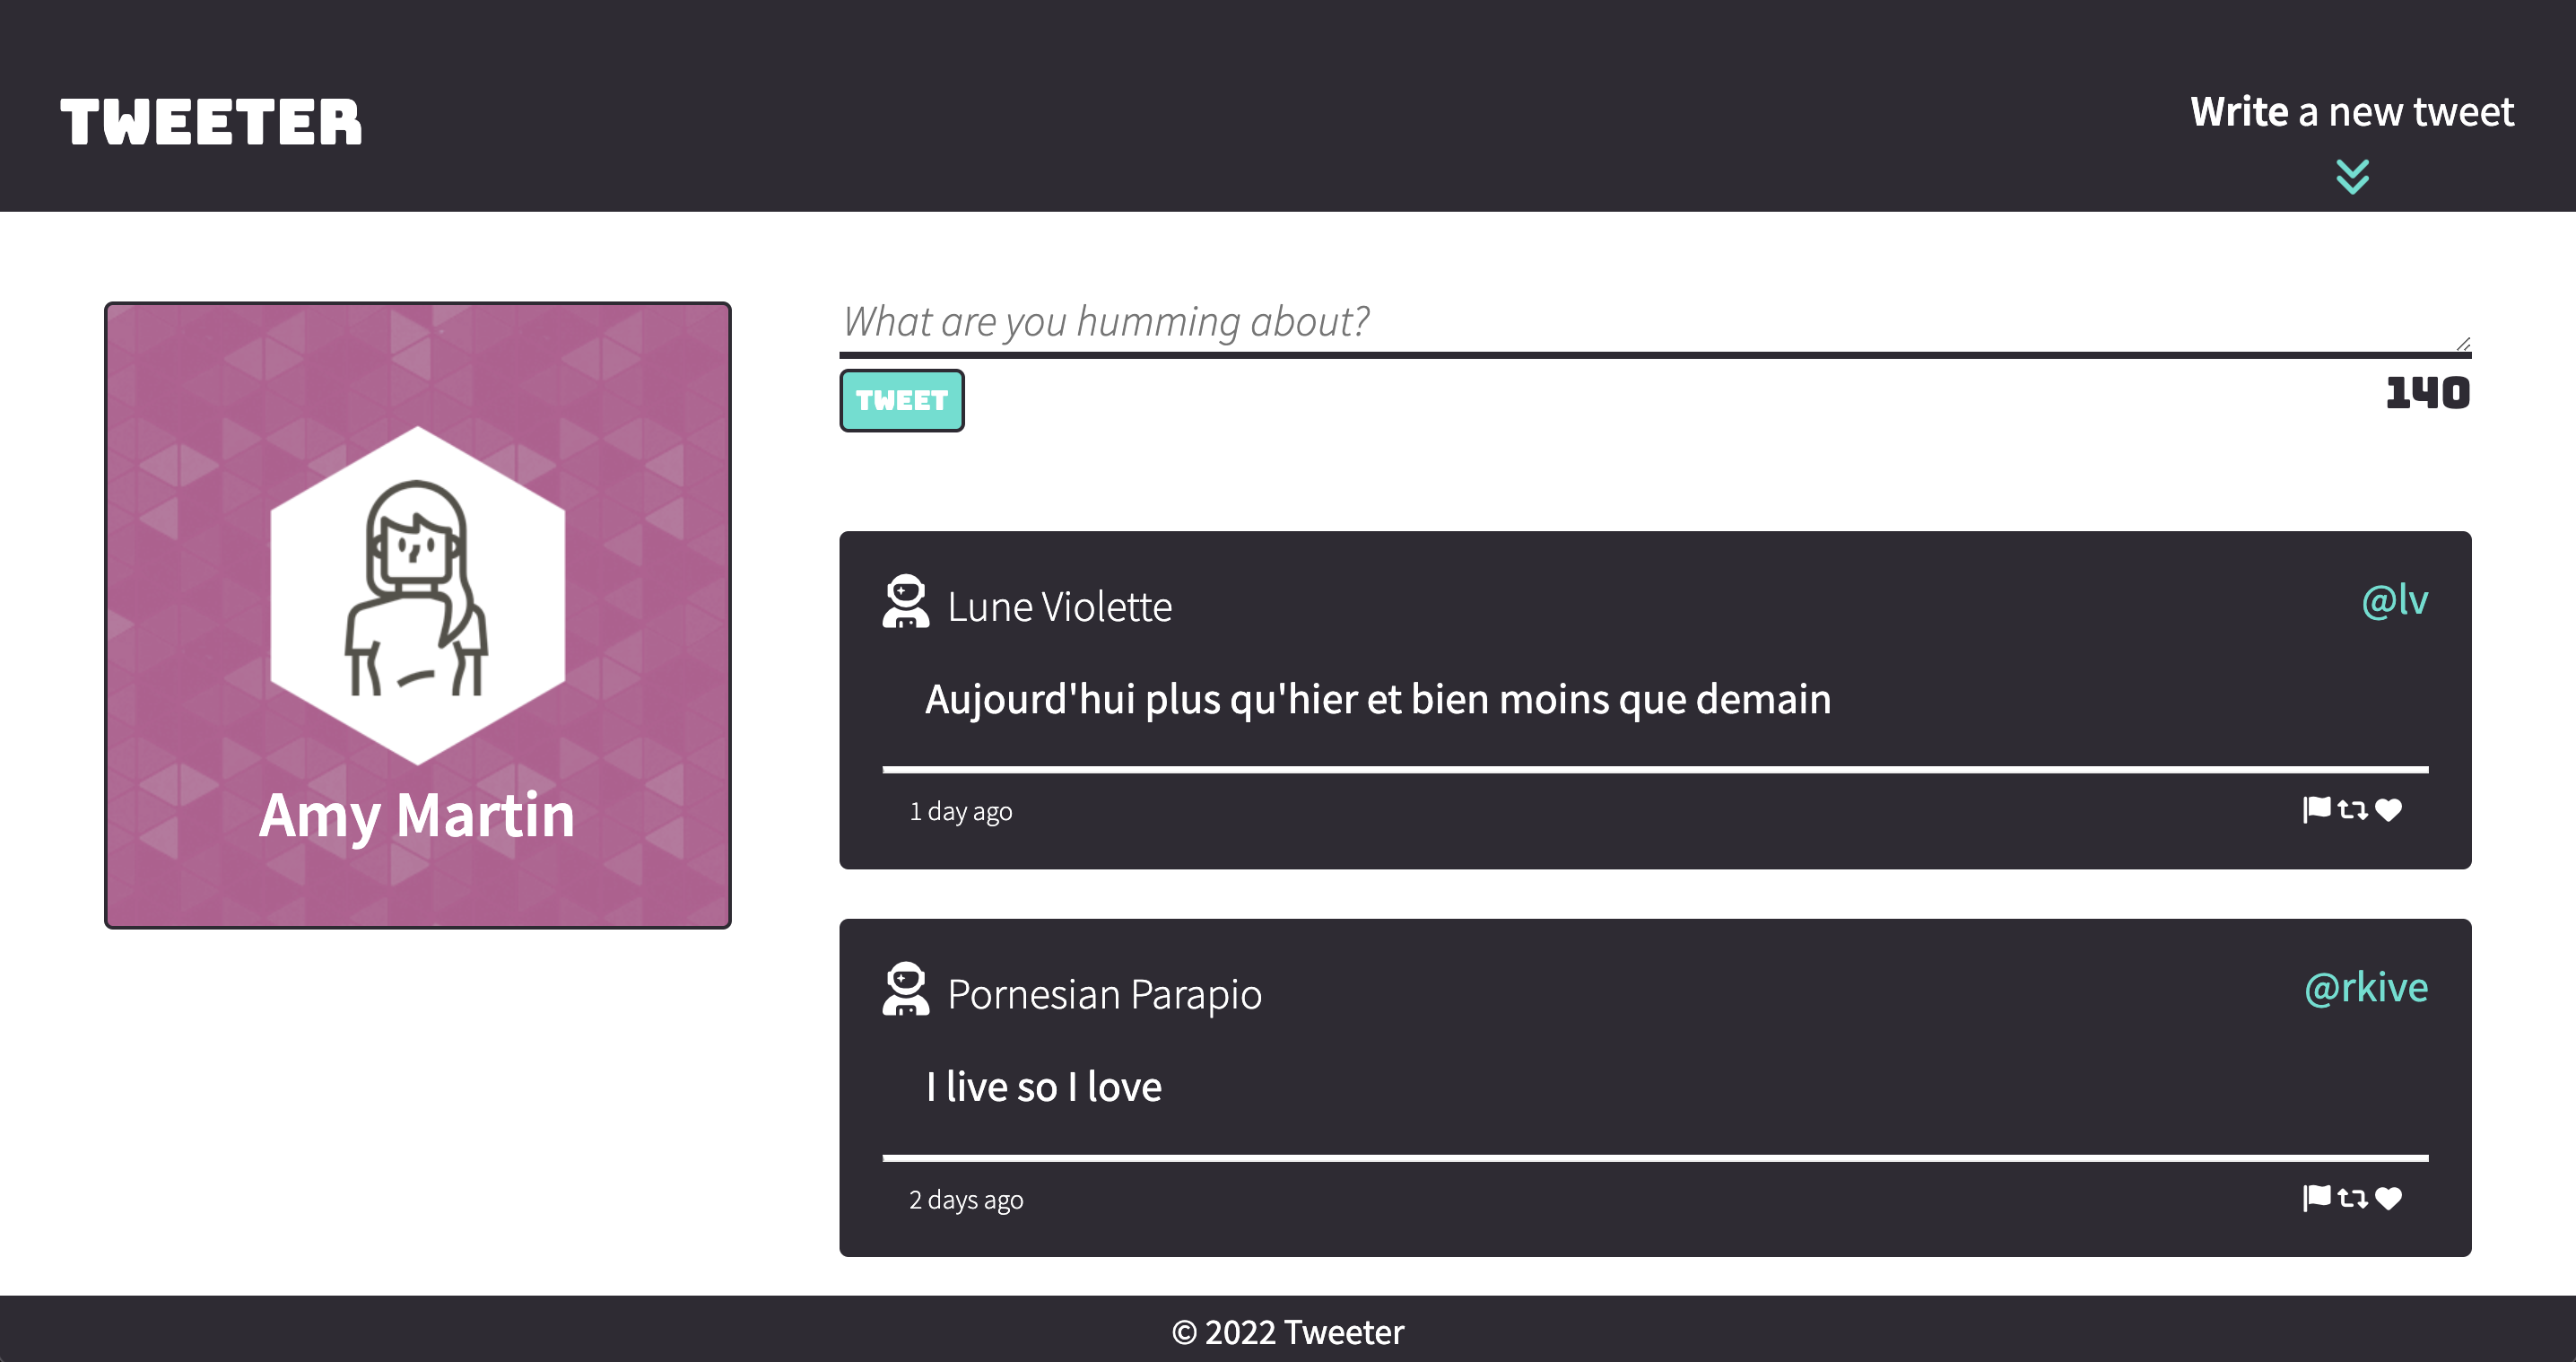 TWEETER
Write a new tweet
Amy Martin
What are you humming about?
TWEET
140
Lune Violette
@lv
Aujourd'hui plus qu'hier et bien moins que demain
1 day ago
Pornesian Parapio
@rkive
I live so I love
2 days ago
© 2022 Tweeter